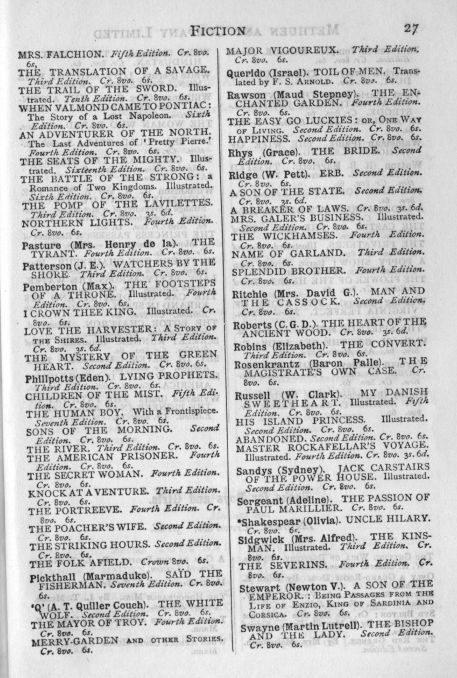 FICTION
27
MRS. FALCHION. Fifth Edition. Cr. 8vo.
6s.
THE TRANSLATION OF A SAVAGE.
Third Edition. Cr. 8vo. 6s.
THE TRAIL OF THE SWORD. Illus-
trated. Tenth Edition. Cr. 8vo. 6s.
WHEN VALMOND CAME TO PONTIAC:
The Story of a Lost Napoleon. Sixth
Edition. Cr. 8vo. 6s.
AN ADVENTURER OF THE NORTH.
The Last Adventures of 'Pretty Pierre.'
Fourth Edition. Cr. 8vo. 6s.
THE SEATS OF THE MIGHTY. Illus-
trated. Sixteenth Edition. Cr. 8vo. 6s.
THE BATTLE OF THE STRONG: a
Romance of Two Kingdoms. Illustrated.
Sixth Edition. Cr. 8vo. 6s.
THE POMP OF THE LAVILETTES.
Third Edition. Cr. 8vo. 3s. 6d.
NORTHERN LIGHTS. Fourth Edition.
Cr. 8vo. 6s.
Pasture (Mrs. Henry de la). THE
TYRANT. Fourth Edition. Cr. 8vo. 6s.
Patterson (J. E.). WATCHERS BY THE
SHORE. Third Edition. Cr. 8vo. 6s.
Pemberton (Max). THE FOOTSTEPS
OF A THRONE. Illustrated. Fourth
Edition. Cr. 8vo. 6s.
I CROWN THEE KING. Illustrated. Cr.
8vo. 6s.
LOVE THE HARVESTER: A STORY OF
THE SHIRES. Illustrated. Third Edition.
Cr. 8vo. 3s. 6d.
THE MYSTERY OF THE GREEN
HEART. Second Edition. Cr. 8vo. 6s.
Phillpotts (Eden). LYING PROPHETS.
Third Edition. Cr. 8vo. 6s.
CHILDREN OF THE MIST. Fifth Edi-
tion. Cr. 8vo. 6s.
THE HUMAN BOY. With a Frontispiece.
Seventh Edition. Cr. 8vo. 6s.
SONS OF THE MORNING. Second
Edition. Cr. 8vo. 6s.
THE RIVER. Third Edition. Cr. 8vo. 6s.
THE AMERICAN PRISONER. Fourth
Edition. Cr. 8vo. 6s.
THE SECRET WOMAN. Fourth Edition.
Cr. 8vo. 6s.
KNOCK AT A VENTURE. Third Edition.
Cr. 8vo. 6s.
THE PORTREEVE. Fourth Edition. Cr.
8vo. 6s.
THE POACHER'S WIFE. Second Edition.
Cr. 8vo. 6s.
THE STRIKING HOURS. Second Edition.
Cr. 8vo. 6s.
THE FOLK AFIELD. Crown 8vo. 6s.
Pickthall (Marmaduke). SAÏD THE
FISHERMAN. Seventh Edition. Cr. 8vo.
6s.
'Q' (A. T. Quiller Couch). THE WHITE
WOLF. Second Edition. Cr. 8vo. 6s.
THE MAYOR OF TROY. Fourth Edition.
Cr. 8vo. 6s.
MERRY-GARDEN AND OTHER STORIES.
Cr. 8vo. 6s.
MAJOR VIGOUREUX. Third Edition.
Cr. 8vo. 6s.
Querido (Israel). TOIL OF MEN. Trans-
lated by F. S. ARNOLD. Cr. 8vo. 6s.
Rawson (Maud Stepney). THE EN-
CHANTED GARDEN. Fourth Edition.
Cr. 8vo. 6s.
THE EASY GO LUCKIES: OR, ONE WAY
OF LIVING. Second Edition. Cr. 8vo. 6s.
HAPPINESS. Second Edition. Cr. 8vo. 6s.
Rhys (Grace). THE BRIDE. Second
Edition. Cr. 8vo. 6s.
Ridge (W. Pett). ERB. Second Edition.
Cr. 8vo. 6s.
A SON OF THE STATE. Second Edition.
Cr. 8vo. 3s. 6d.
A BREAKER OF LAWS. Cr. 8vo. 3s. 6d.
MRS. GALER'S BUSINESS. Illustrated.
Second Edition. Cr. 8vo. 6s.
THE WICKHAMSES. Fourth Edition.
Cr. 8vo. 6s.
NAME OF GARLAND. Third Edition.
Cr. 8vo. 6s.
SPLENDID BROTHER. Fourth Edition.
Cr. 8vo. 6s.
Ritchie (Mrs. David G.). MAN AND
THE CASSOCK. Second Edition.
Cr. 8vo. 6s.
Roberts (C. G. D.). THE HEART OF THE
ANCIENT WOOD. Cr. 8vo. 3s. 6d.
Robins (Elizabeth). THE CONVERT.
Third Edition. Cr. 8vo. 6s.
Rosenkrantz (Baron Palle). THE
MAGISTRATE'S OWN CASE. Cr.
8vo. 6s.
Russell (W. Clark). MY DANISH
SWEETHEART. Illustrated. Fifth
Edition. Cr. 8vo. 6s.
HIS ISLAND PRINCESS. Illustrated.
Second Edition. Cr. 8vo. 6s.
ABANDONED. Second Edition. Cr. 8vo. 6s.
MASTER ROCKAFELLAR'S VOYAGE.
Illustrated. Fourth Edition. Cr. 8vo. 3s. 6d.
Sandys (Sydney). JACK CARSTAIRS
OF THE POWER HOUSE. Illustrated.
Second Edition. Cr. 8vo. 6s.
Sergeant (Adeline). THE PASSION OF
PAUL MARILLIER. Cr. 8vo. 6s.
*Shakespear (Olivia). UNCLE HILARY.
Cr. 8vo. 6s.
Sidgwick (Mrs. Alfred). THE KINS-
MAN. Illustrated. Third Edition. Cr.
8vo. 6s.
THE SEVERINS. Fourth Edition. Cr.
8vo. 6s.
Stewart (Newton V.). A SON OF THE
EMPEROR.: BEING PASSAGES FROM THE
LIFE OF ENZIO, KING OF SARDINIA AND
CORSICA. Cr. 8vo. 6s.
Swayne (Martin Lutrell). THE BISHOP
AND THE LADY. Second Edition.
Cr. 8vo. 6s.